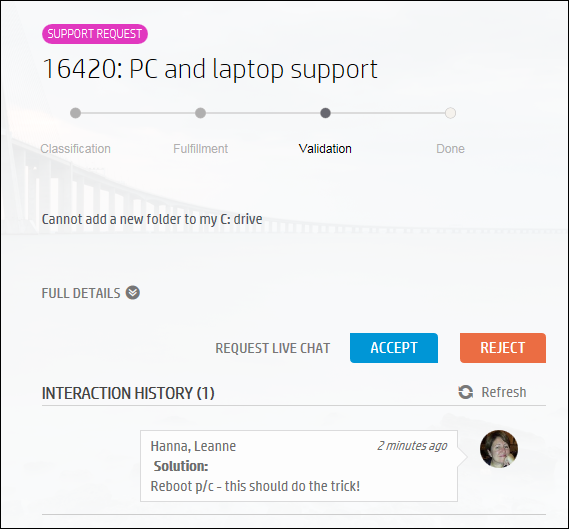 SUPPORT REQUEST
16420: PC and laptop support
Classification Fulfillment Validation Done
Cannot add a new folder to my C: drive
FULL DETAILS
REQUEST LIVE CHAT ACCEPT REJECT
INTERACTION HISTORY (1) Refresh
Hanna, Leanne 2 minutes ago
Solution:
Reboot p/c - this should do the trick!